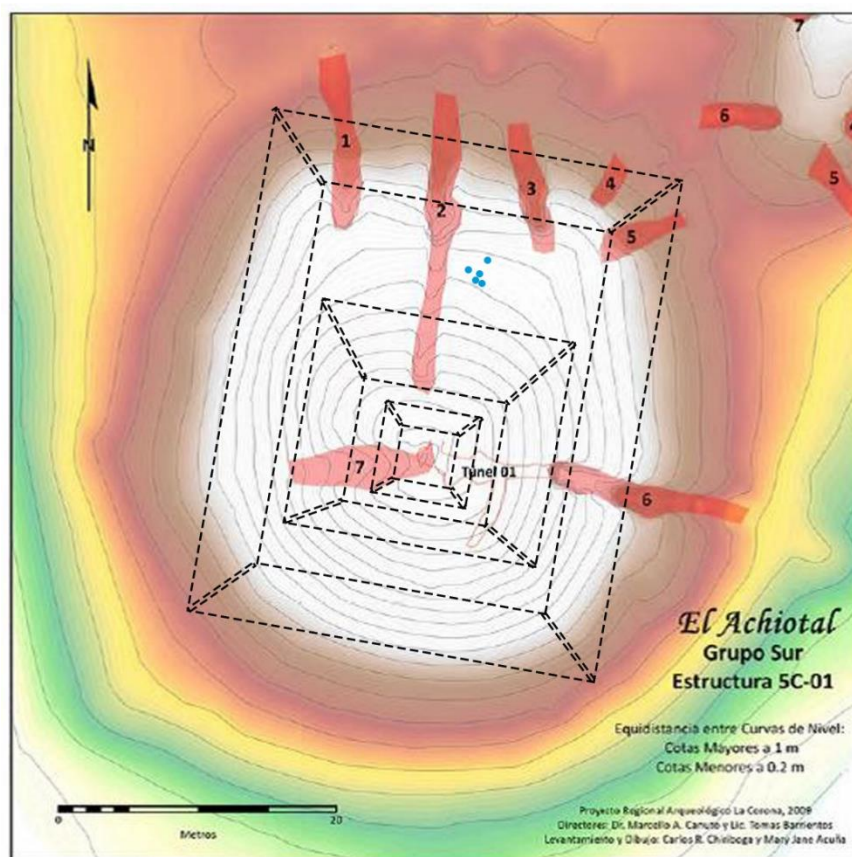 7
6
5
1
2
3
4
5
N
7
Túnel 01
6
El Achiotal
Grupo Sur
Estructura 5C-01
Equidistancia entre Curvas de Nivel:
Cotas Mayores a 1 m
Cotas Menores a 0.2 m
0 20
Metros
Proyecto Regional Arqueológico La Corona, 2009
Directores: Dr. Marcello A. Canuto y Lic. Tomas Barrientos
Levantamiento y Dibujo: Carlos R. Chiriboga y Mary Jane Acuña